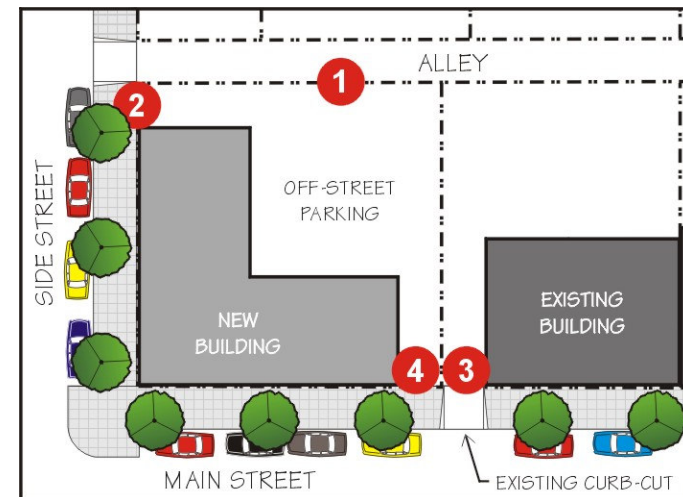 ALLEY
1
2
OFF-STREET
PARKING
SIDE STREET
NEW
BUILDING
EXISTING
BUILDING
4
3
MAIN STREET
EXISTING CURB-CUT